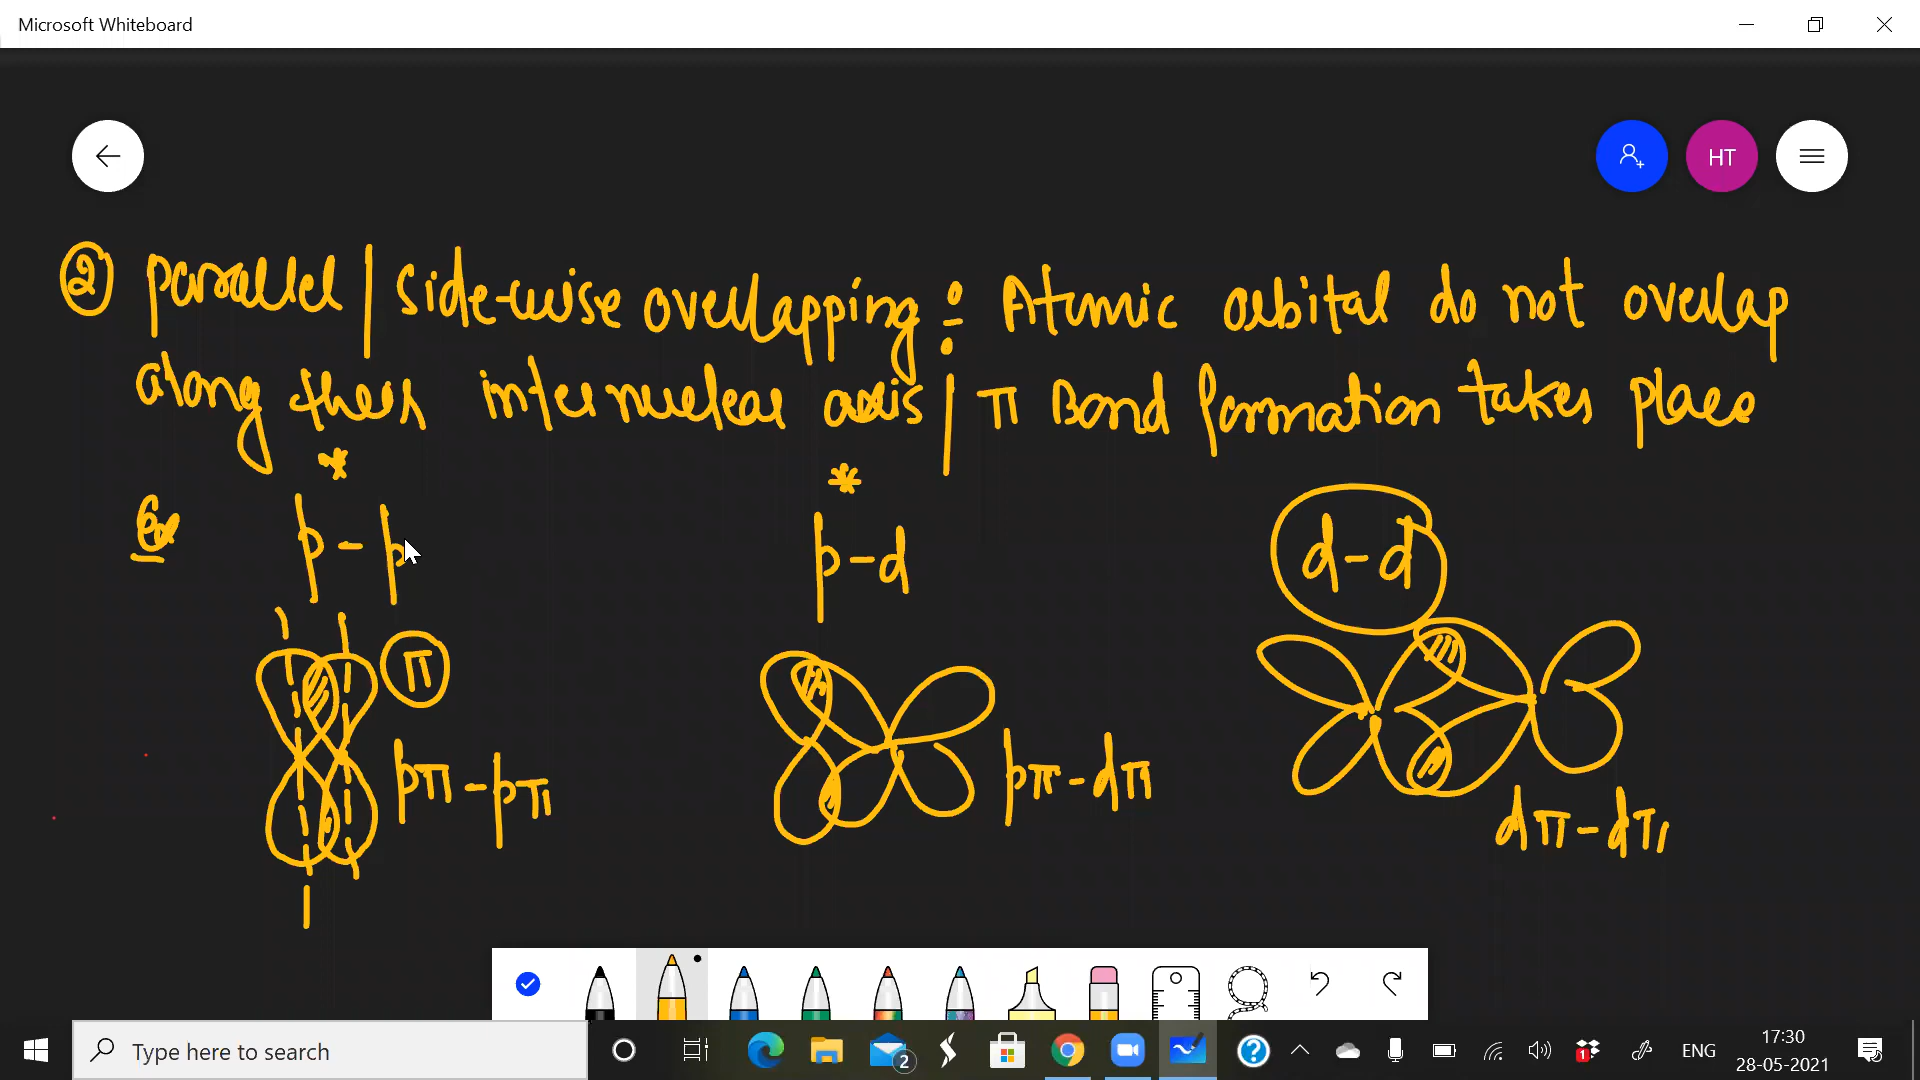 Microsoft Whiteboard
HT
② parallel | side-wise overlapping : Atomic orbital do not overlap
along their internuclear axis | π Bond formation takes place
* *
Ex p-p p-d d-d
π
pπ-pπ pπ-dπ dπ-dπ
Type here to search
2
1
ENG
17:30
28-05-2021